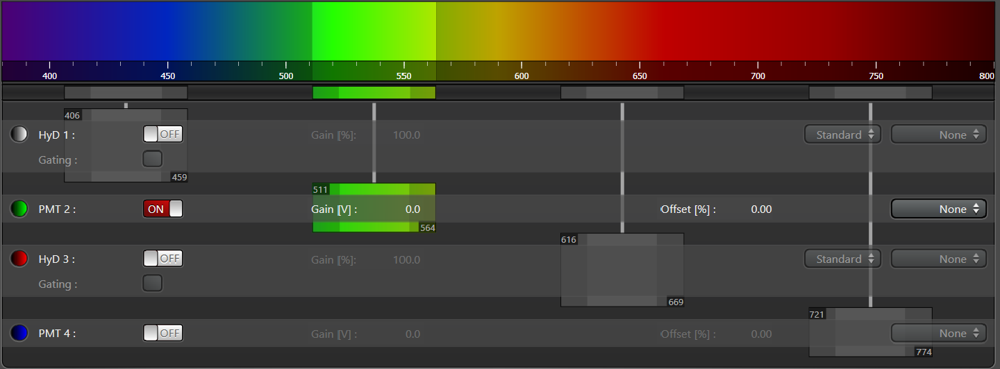 400 450 500 550 600 650 700 750 800
406
HyD 1 : OFF Gain [%]: 100.0 Standard None
Gating :
459
511
PMT 2 : ON Gain [V] : 0.0 Offset [%] : 0.00 None
564
616
HyD 3 : OFF Gain [%]: 100.0 Standard None
Gating :
669
721
PMT 4 : OFF Gain [V] : 0.0 Offset [%] : 0.00 None
774